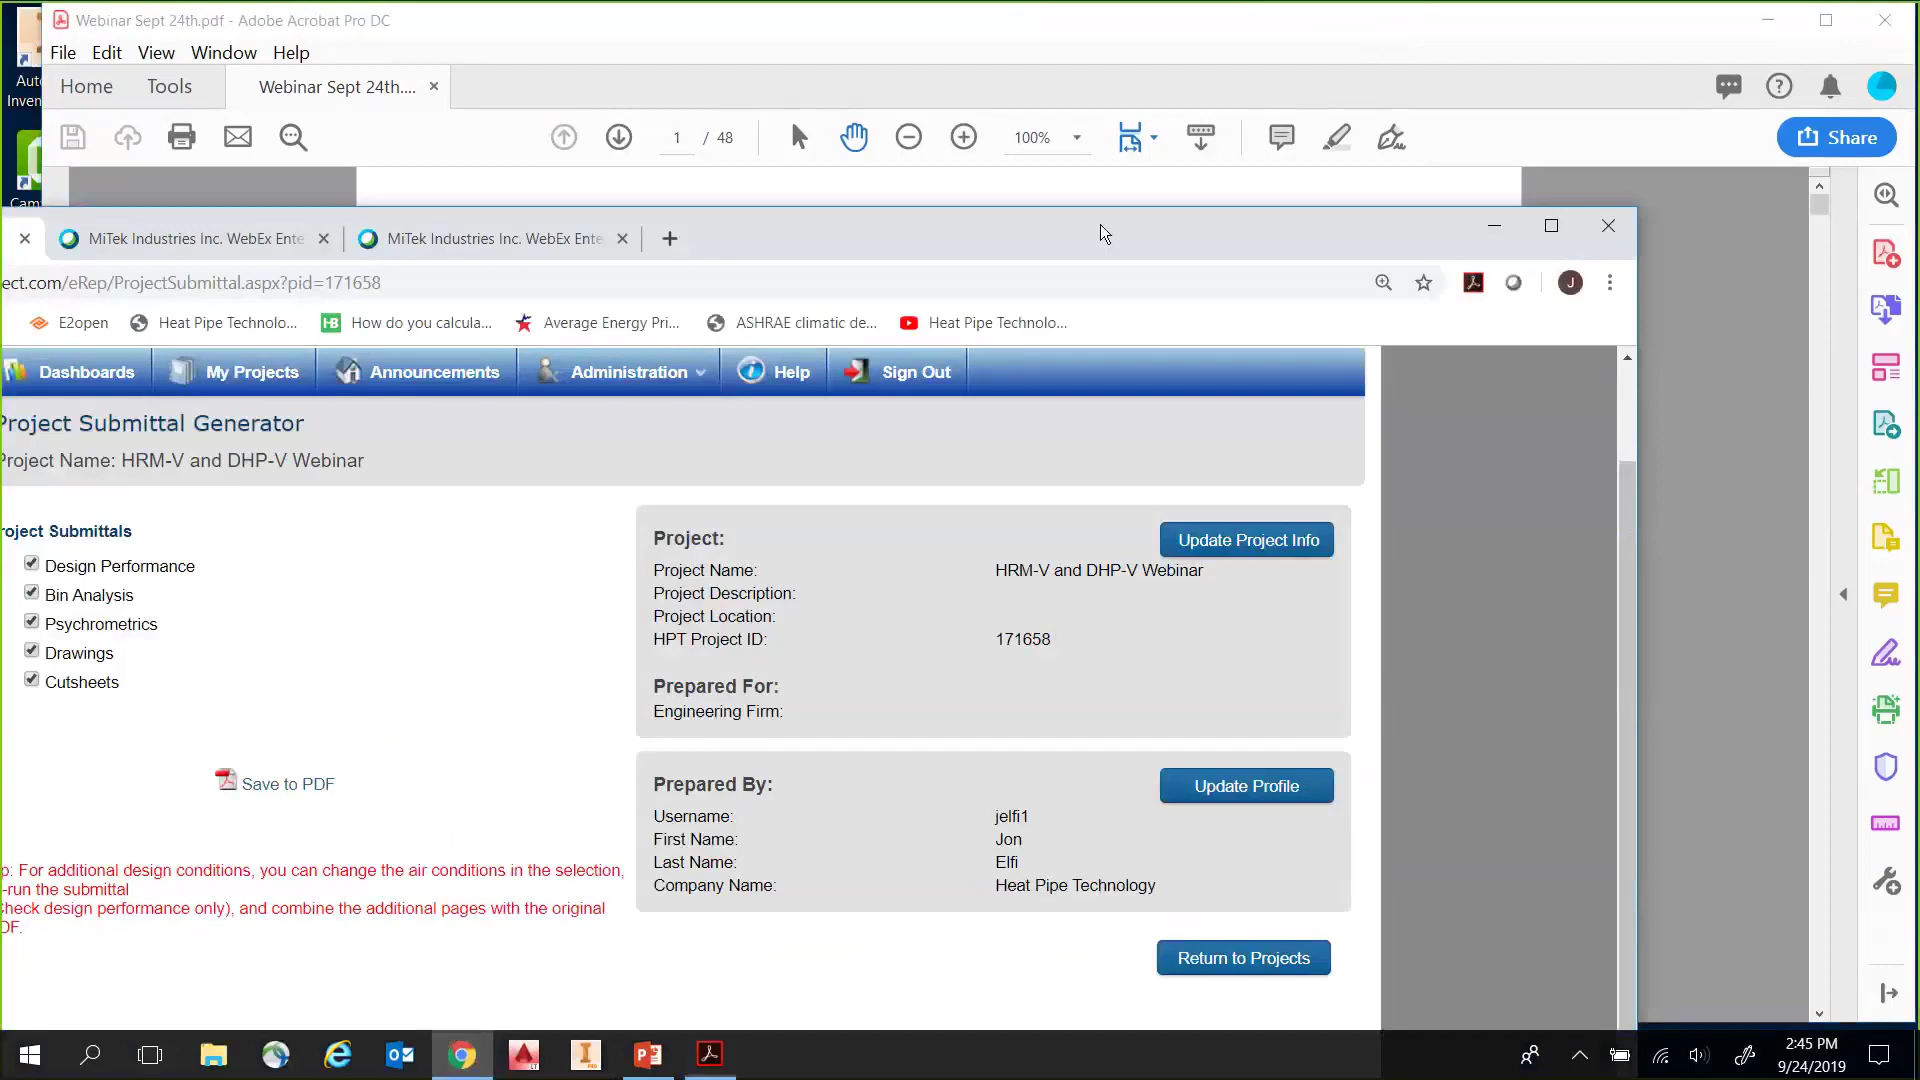 Webinar Sept 24th.pdf - Adobe Acrobat Pro DC
File Edit View Window Help
Home Tools Webinar Sept 24th....
1 / 48 100% Share
Auto
Inven
Cam
MiTek Industries Inc. WebEx Ente MiTek Industries Inc. WebEx Ente
ect.com/eRep/ProjectSubmittal.aspx?pid=171658
J
E2open Heat Pipe Technolo... HB How do you calcula... Average Energy Pri... ASHRAE climatic de... Heat Pipe Technolo...
Dashboards My Projects Announcements Administration Help Sign Out
Project Submittal Generator
Project Name: HRM-V and DHP-V Webinar
roject Submittals
Design Performance
Bin Analysis
Psychrometrics
Drawings
Cutsheets
Save to PDF
p: For additional design conditions, you can change the air conditions in the selection,
-run the submittal
heck design performance only), and combine the additional pages with the original
DF.
Project:
Update Project Info
Project Name: HRM-V and DHP-V Webinar
Project Description:
Project Location:
HPT Project ID: 171658
Prepared For:
Engineering Firm:
Prepared By:
Update Profile
Username: jelfi1
First Name: Jon
Last Name: Elfi
Company Name: Heat Pipe Technology
Return to Projects
2:45 PM
9/24/2019